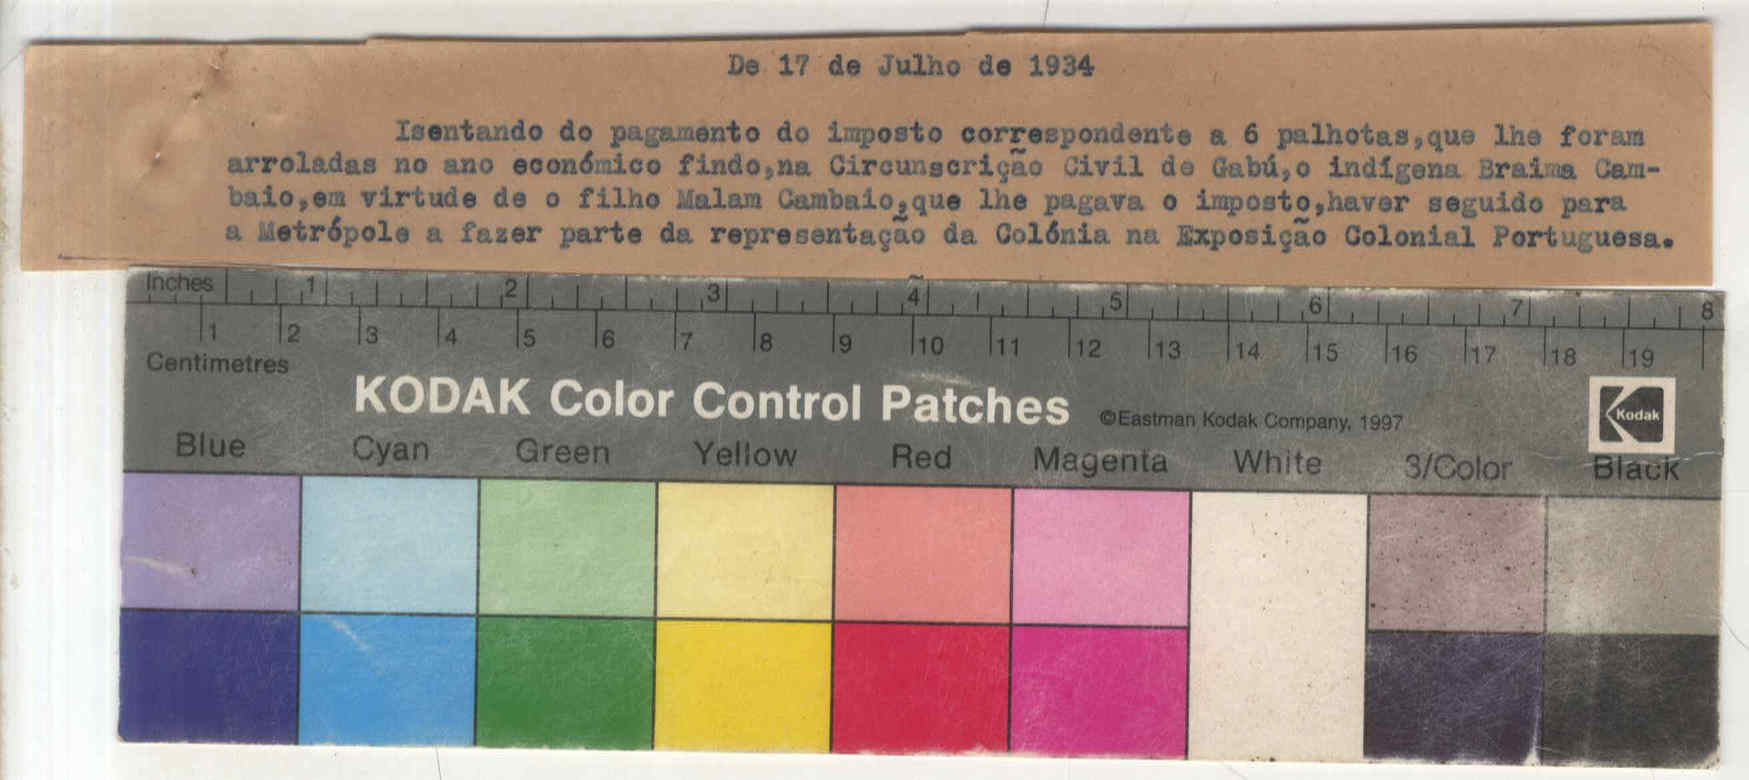 De 17 de Julho de 1934
Isentando do pagamento do imposto correspondente a 6 palhotas,que lhe foram
arroladas no ano económico findo,na Circunscrição Civil de Gabú,o indígena Braima Cam-
baio,em virtude de o filho Malam Cambaio,que lhe pagava o imposto,haver seguido para
a Metrópole a fazer parte da representação da Colónia na Exposição Colonial Portuguesa.
Inches 1 2 3 4 5 6 7 8
1 2 3 4 5 6 7 8 9 10 11 12 13 14 15 16 17 18 19
Centimetres
KODAK Color Control Patches ©Eastman Kodak Company, 1997 Kodak
Blue Cyan Green Yellow Red Magenta White 3/Color Black